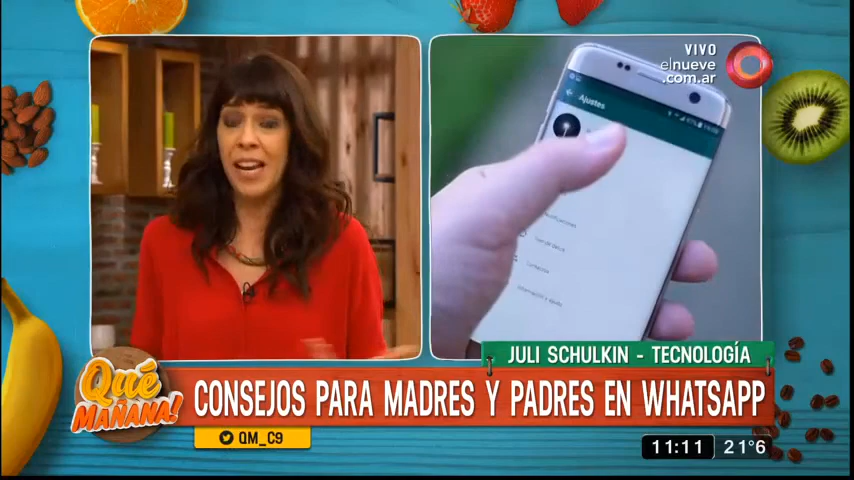 VIVO
elnueve
.com.ar
Ajustes
JULI SCHULKIN - TECNOLOGÍA
Qué
MAÑANA!
CONSEJOS PARA MADRES Y PADRES EN WHATSAPP
QM_C9
11:11 21°6